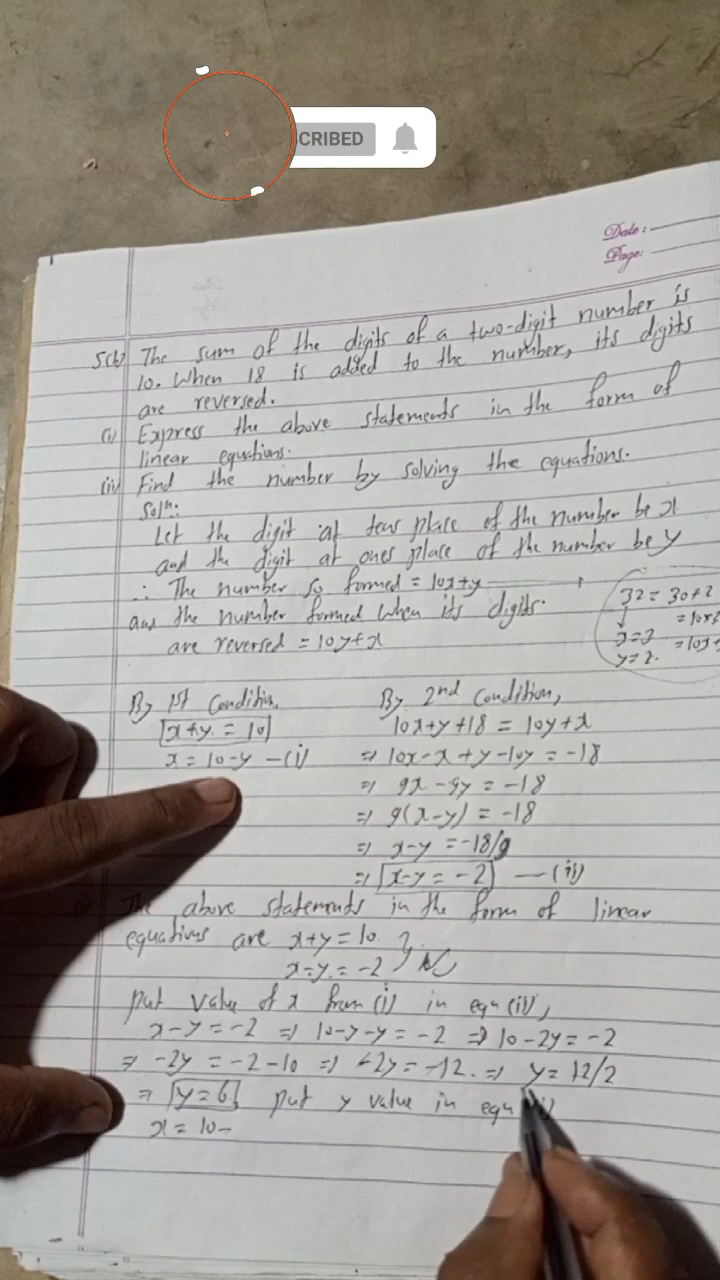 CRIBED
Date:
Page:
5(b) The sum of the digits of a two-digit number is
10. When 18 is added to the number, its digits
are reversed.
(i) Express the above statements in the form of
linear equations.
(ii) Find the number by solving the equations.
Solⁿ:
Let the digit at tens place of the number be x
and the digit at ones place of the number be y
∴ The number so formed = 10x+y
and the number formed when its digits.
are reversed = 10y+x
32 = 30+2
x=3
y=2.
By 1st Condition,
x+y = 10
x = 10-y -(i)
By 2nd Condition,
10x+y+18 = 10y+x
⇒ 10x-x+y-10y = -18
⇒ 9x-9y = -18
⇒ 9(x-y) = -18
⇒ x-y = -18/9
⇒ x-y = -2 -(ii)
The above statements in the form of linear
equations are x+y = 10
x-y = -2
Put value of x from (i) in eqn (ii),
x-y = -2 ⇒ 10-y-y = -2 ⇒ 10-2y = -2
⇒ -2y = -2-10 ⇒ -2y = -12. ⇒ y = 12/2
⇒ y = 6 Put y value in eqn
x = 10-